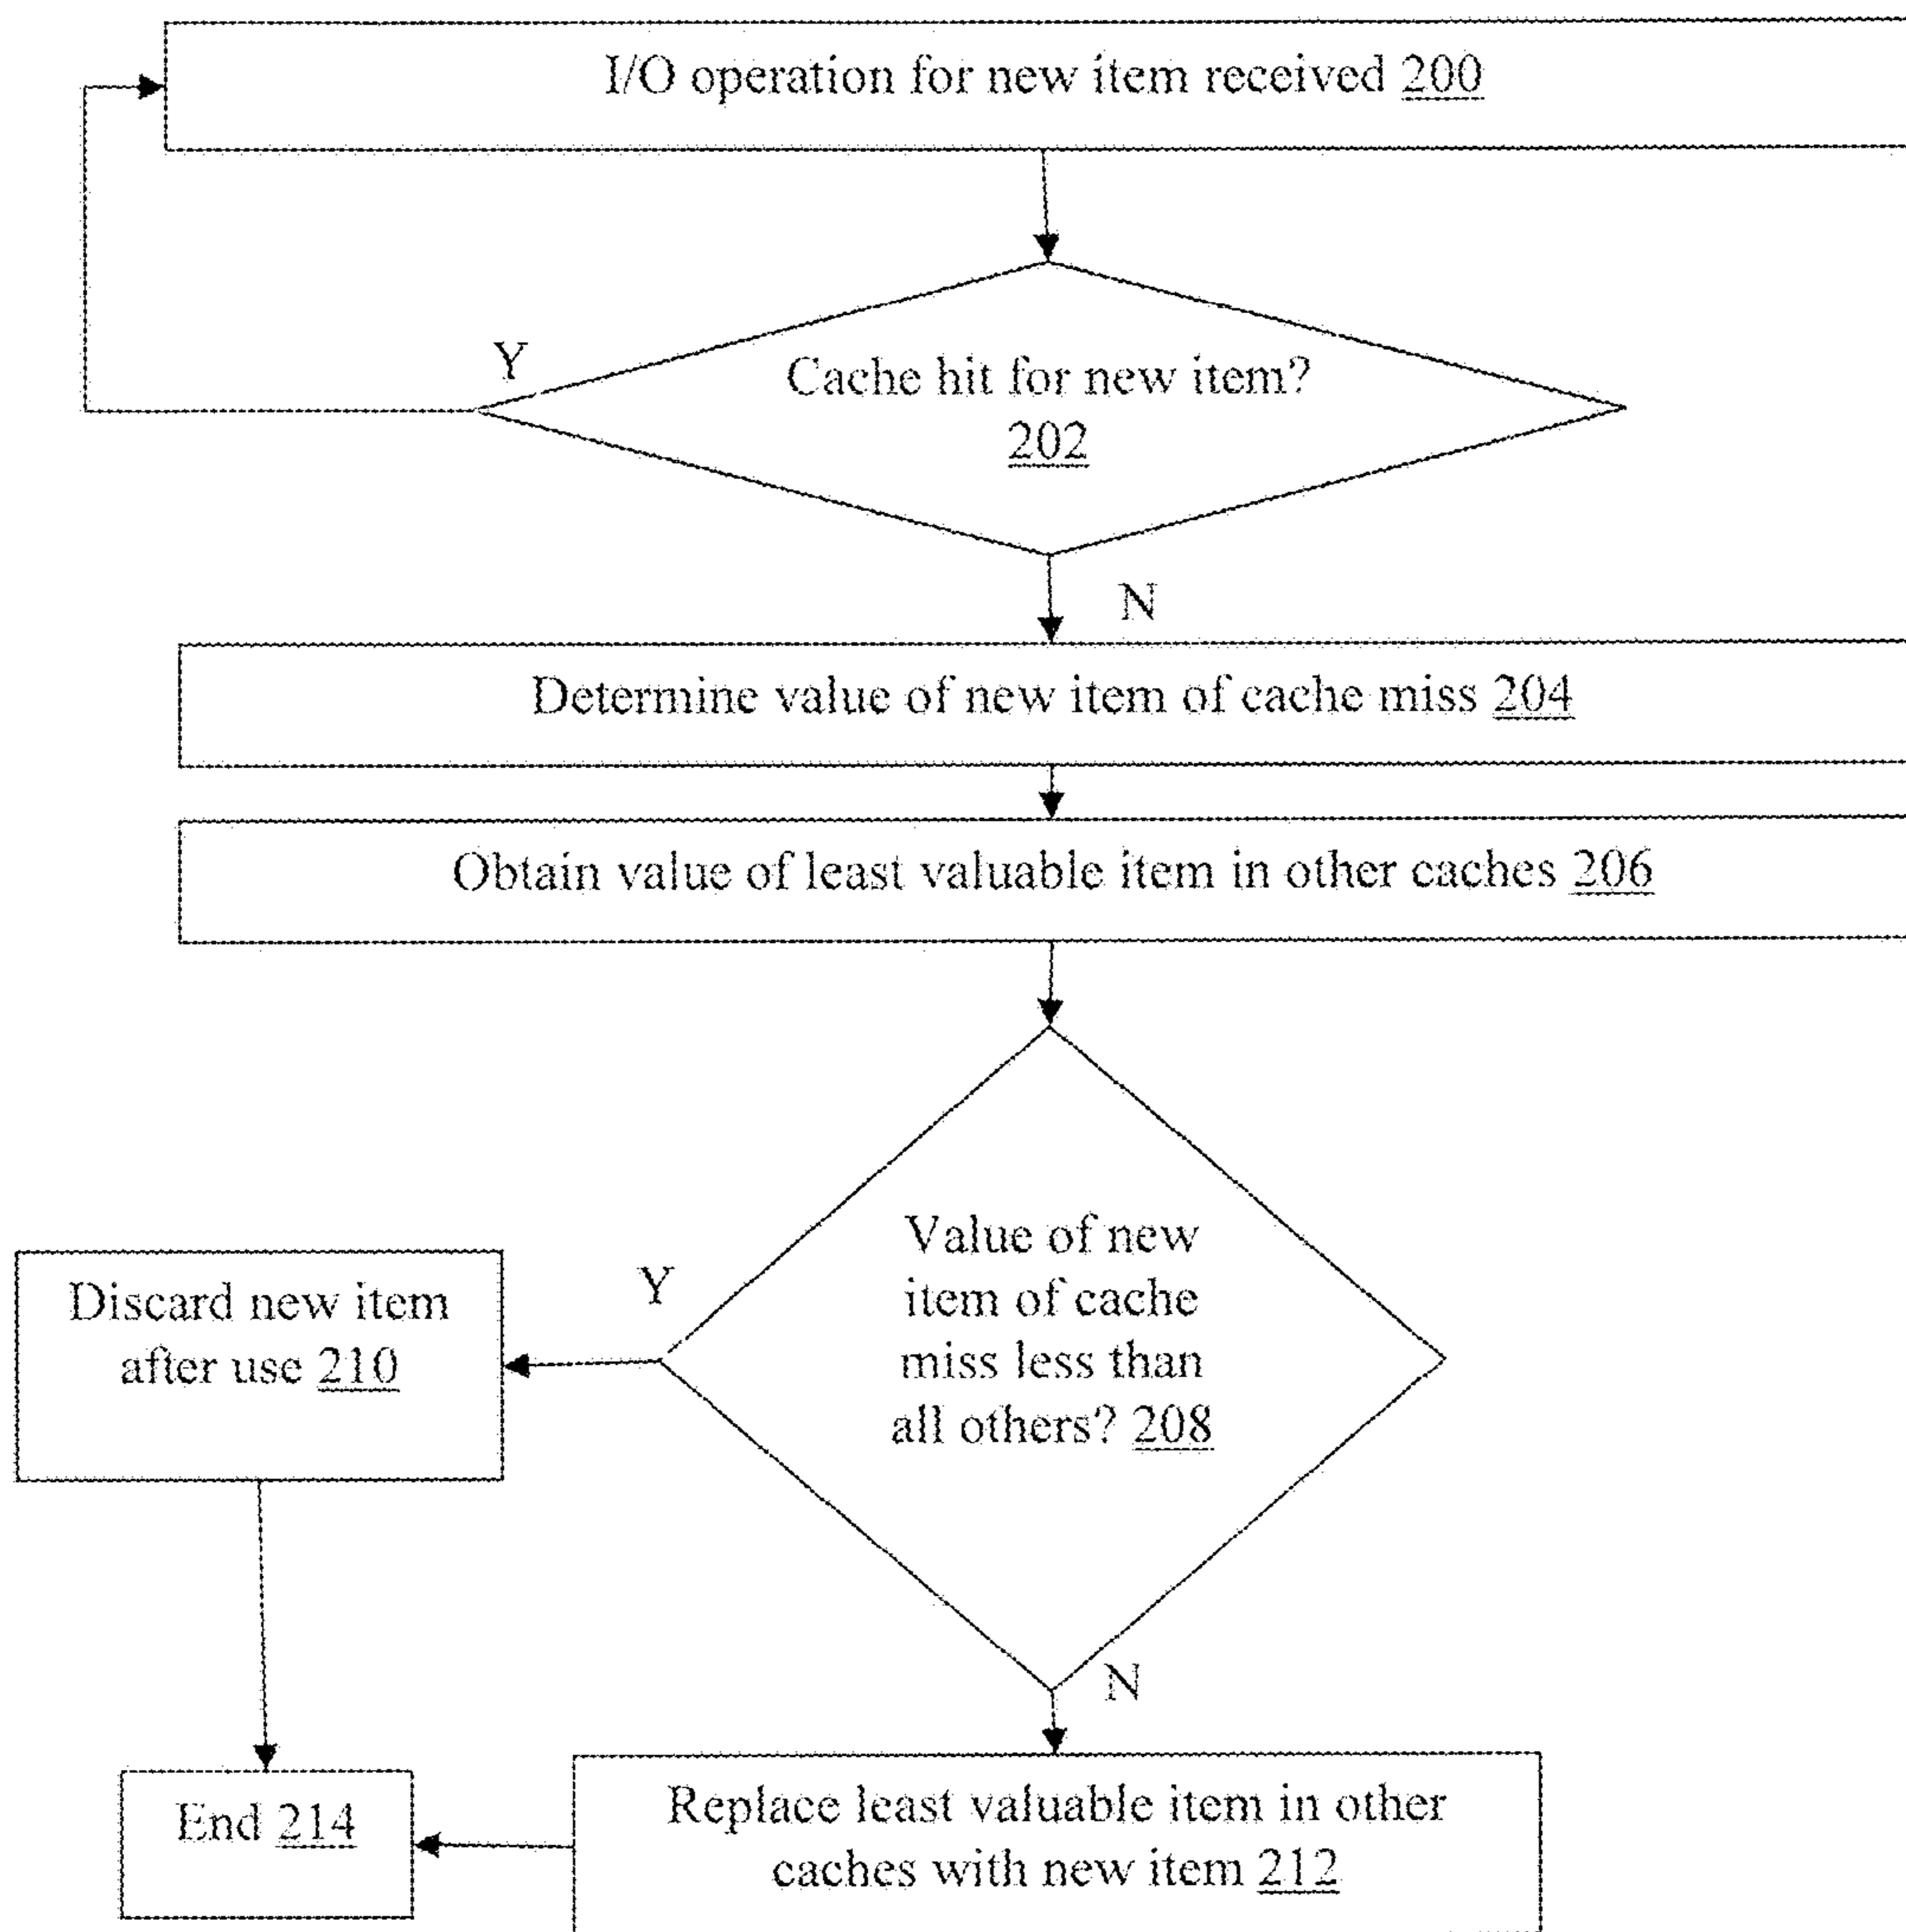 I/O operation for new item received 200
Y
Cache hit for new item?
202
N
Determine value of new item of cache miss 204
Obtain value of least valuable item in other caches 206
Value of new
item of cache
miss less than
all others? 208
Y
Discard new item
after use 210
N
Replace least valuable item in other
caches with new item 212
End 214